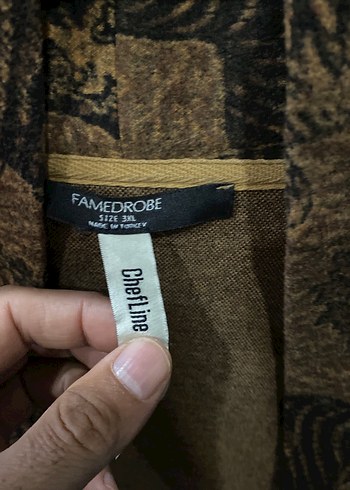 FAMEDROBE
SIZE 3XL
MADE IN TURKEY
ChefLine